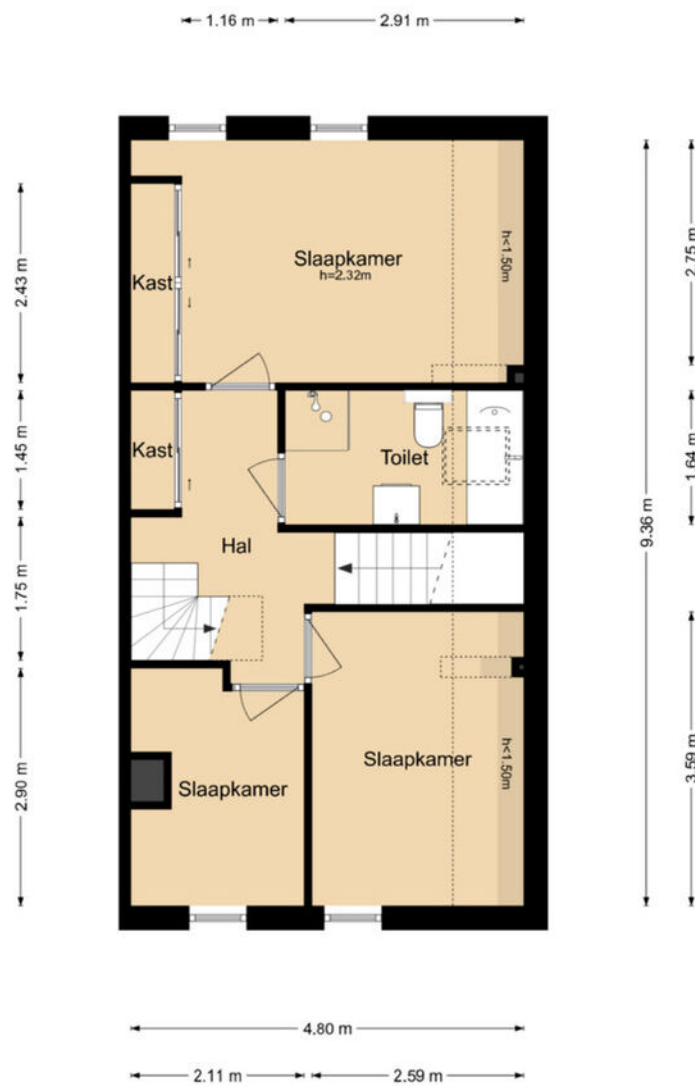 1.16 m
2.91 m
Slaapkamer
h=2.32m
h<1.50m
Kast
2.43 m
2.75 m
Kast
1.45 m
Toilet
1.64 m
9.36 m
Hal
1.75 m
Slaapkamer
h<1.50m
Slaapkamer
2.90 m
3.59 m
4.80 m
2.11 m
2.59 m